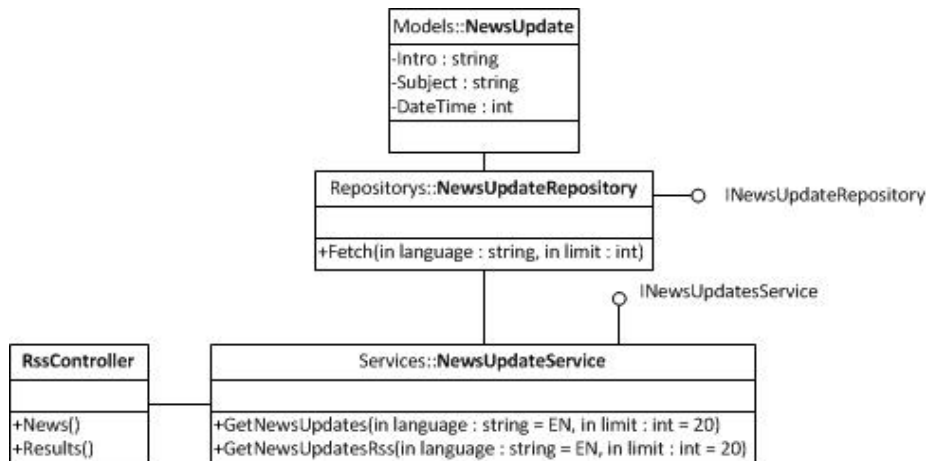 Models::NewsUpdate
-Intro : string
-Subject : string
-DateTime : int
Repositorys::NewsUpdateRepository
INewsUpdateRepository
+Fetch(in language : string, in limit : int)
INewsUpdatesService
RssController
+News()
+Results()
Services::NewsUpdateService
+GetNewsUpdates(in language : string = EN, in limit : int = 20)
+GetNewsUpdatesRss(in language : string = EN, in limit : int = 20)